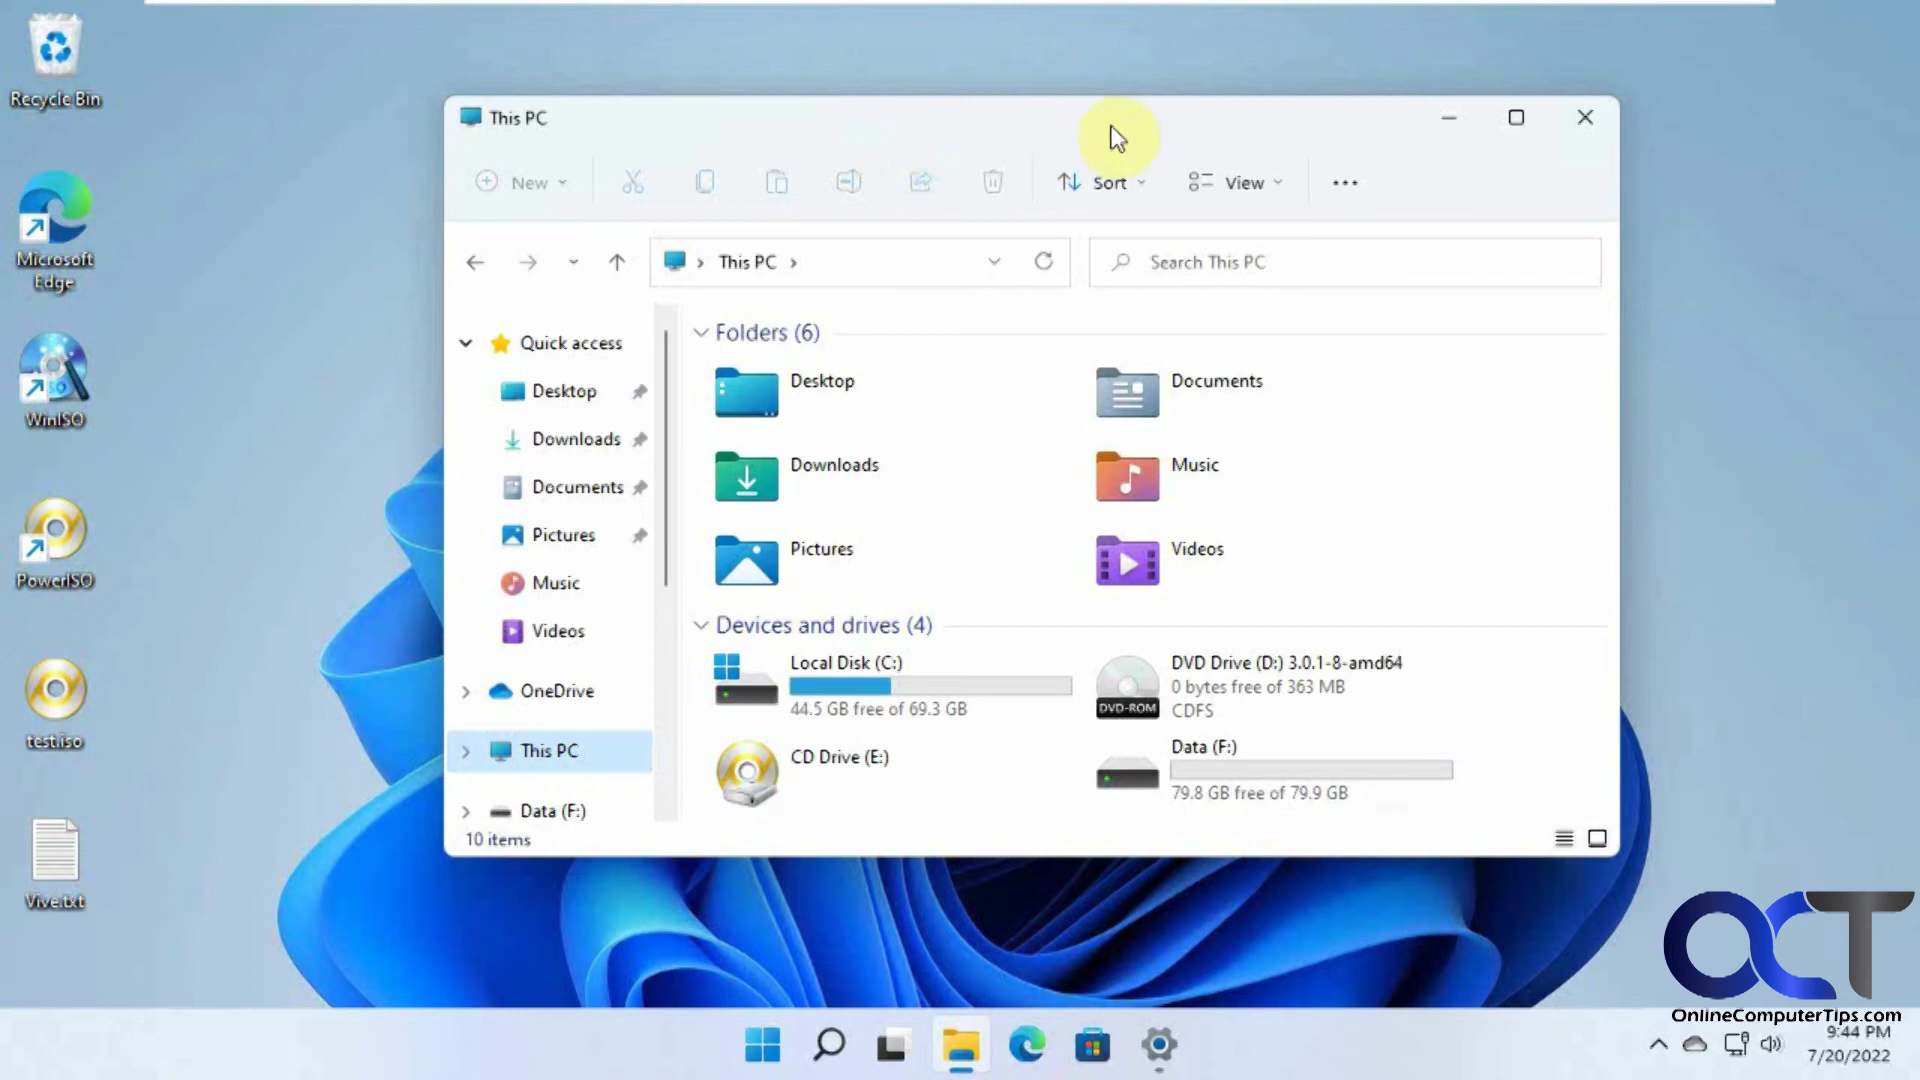 Recycle Bin
Microsoft
Edge
WinISO
PowerISO
test.iso
Vive.txt
This PC
New
Sort
View
This PC
Search This PC
Quick access
Desktop
Downloads
Documents
Pictures
Music
Videos
OneDrive
This PC
Data (F:)
10 items
Folders (6)
Desktop
Documents
Downloads
Music
Pictures
Videos
Devices and drives (4)
Local Disk (C:)
44.5 GB free of 69.3 GB
DVD Drive (D:) 3.0.1-8-amd64
0 bytes free of 363 MB
CDFS
DVD-ROM
CD Drive (E:)
Data (F:)
79.8 GB free of 79.9 GB
OCT
OnlineComputerTips.com
9:44 PM
7/20/2022